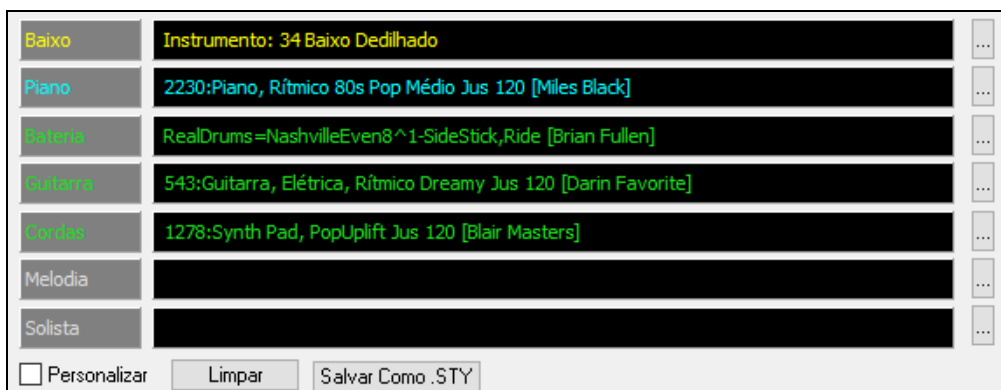 Baixo Instrumento: 34 Baixo Dedilhado ...
Piano 2230:Piano, Rítmico 80s Pop Médio Jus 120 [Miles Black] ...
Bateria RealDrums=NashvilleEven8^1-SideStick,Ride [Brian Fullen] ...
Guitarra 543:Guitarra, Elétrica, Rítmico Dreamy Jus 120 [Darin Favorite] ...
Cordas 1278:Synth Pad, PopUplift Jus 120 [Blair Masters] ...
Melodia ...
Solista ...
Personalizar Limpar Salvar Como .STY